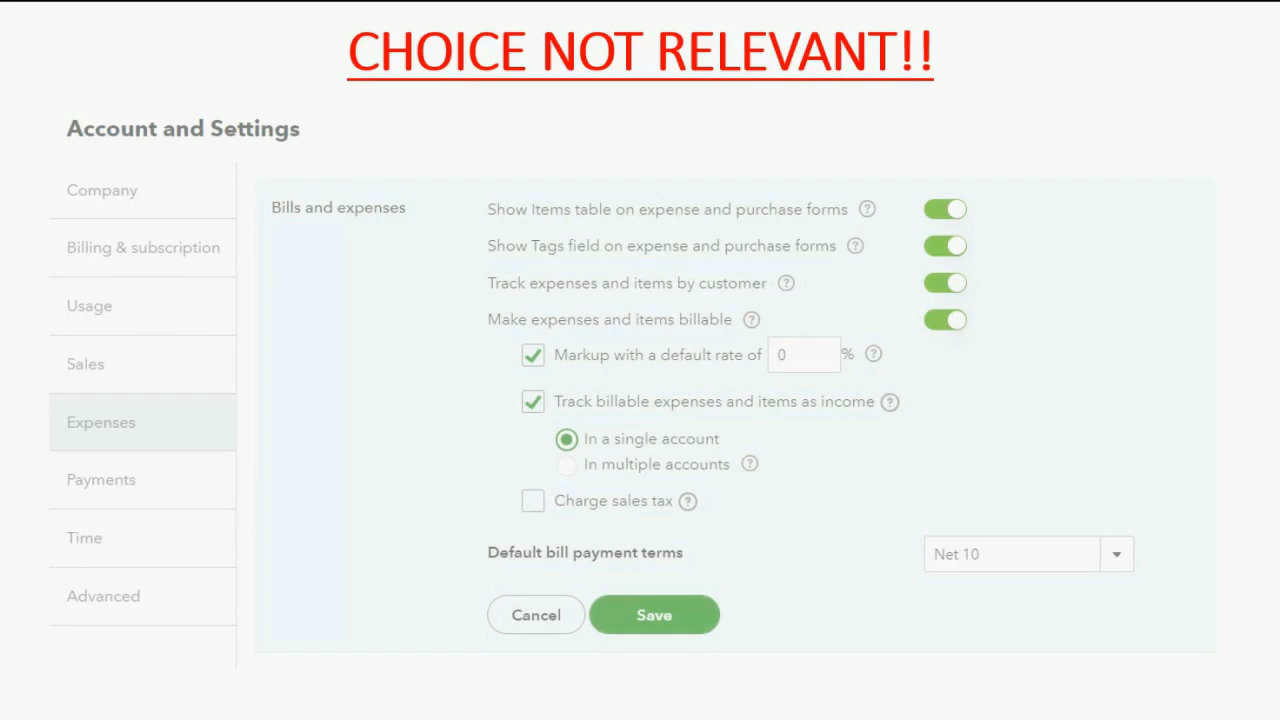 CHOICE NOT RELEVANT!!
Account and Settings
Company
Billing & subscription
Usage
Sales
Expenses
Payments
Time
Advanced
Bills and expenses
Show Items table on expense and purchase forms ?
Show Tags field on expense and purchase forms ?
Track expenses and items by customer ?
Make expenses and items billable ?
Markup with a default rate of 0 % ?
Track billable expenses and items as income ?
In a single account
In multiple accounts ?
Charge sales tax ?
Default bill payment terms Net 10
Cancel Save